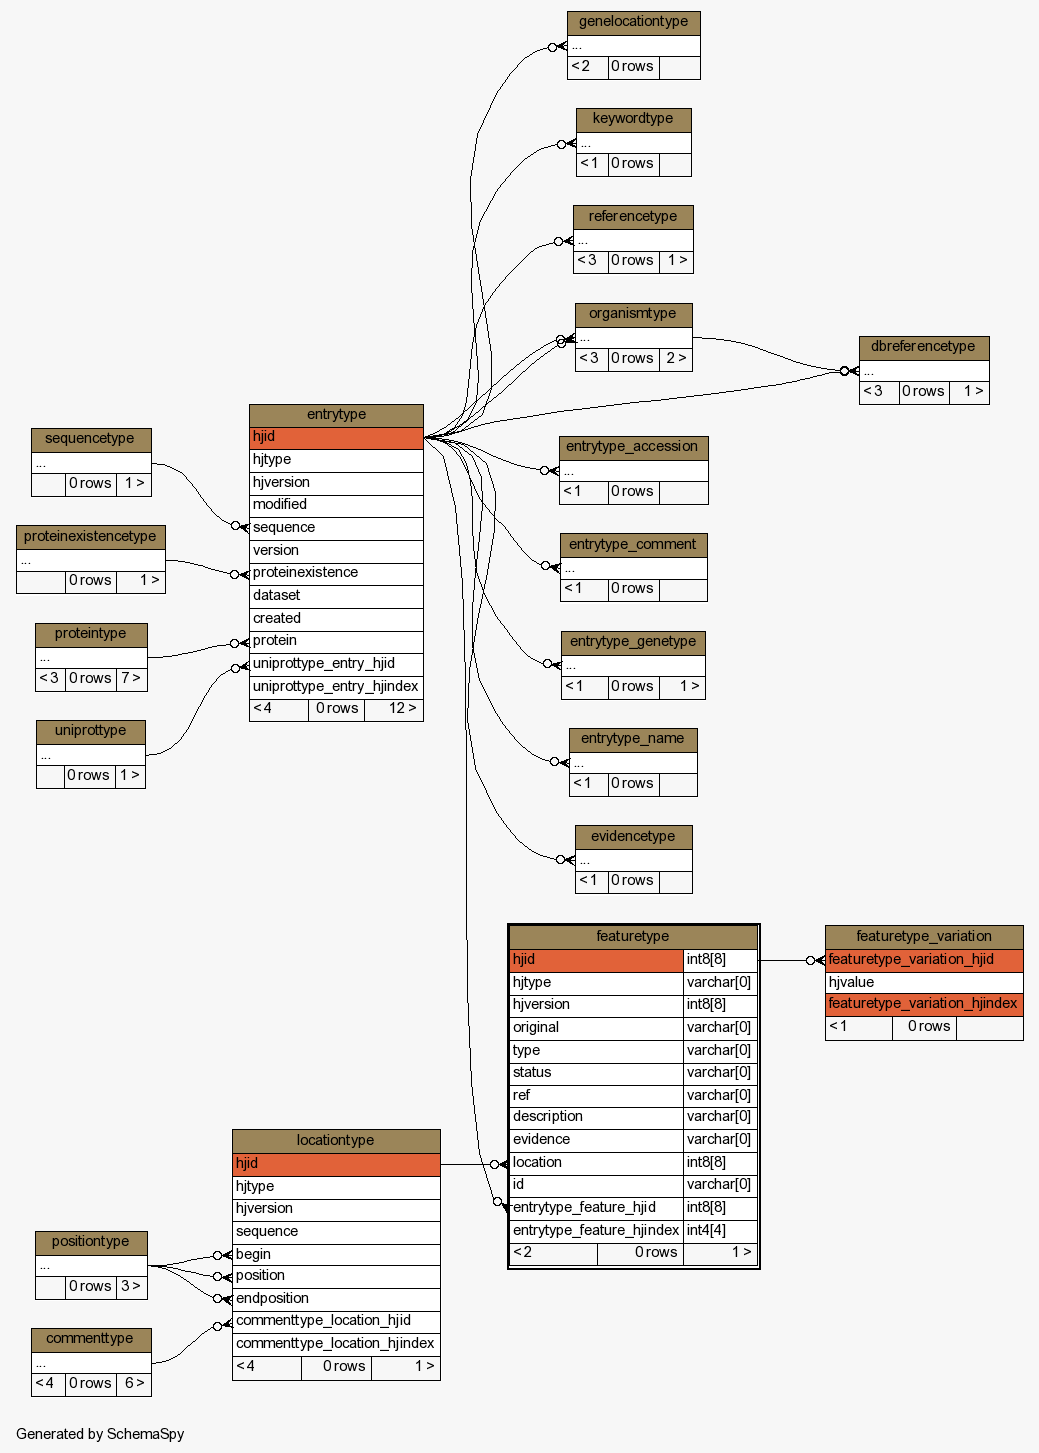 genelocationtype
...
< 2 0 rows
keywordtype
...
< 1 0 rows
referencetype
...
< 3 0 rows 1 >
organismtype
...
< 3 0 rows 2 >
dbreferencetype
...
< 3 0 rows 1 >
entrytype
hjid
hjtype
hjversion
modified
sequence
version
proteinexistence
dataset
created
protein
uniprottype_entry_hjid
uniprottype_entry_hjindex
< 4 0 rows 12 >
sequencetype
...
0 rows 1 >
proteinexistencetype
...
0 rows 1 >
proteintype
...
< 3 0 rows 7 >
uniprottype
...
0 rows 1 >
entrytype_accession
...
< 1 0 rows
entrytype_comment
...
< 1 0 rows
entrytype_genetype
...
< 1 0 rows 1 >
entrytype_name
...
< 1 0 rows
evidencetype
...
< 1 0 rows
featuretype
hjid int8[8]
hjtype varchar[0]
hjversion int8[8]
original varchar[0]
type varchar[0]
status varchar[0]
ref varchar[0]
description varchar[0]
evidence varchar[0]
location int8[8]
id varchar[0]
entrytype_feature_hjid int8[8]
entrytype_feature_hjindex int4[4]
< 2 0 rows 1 >
featuretype_variation
featuretype_variation_hjid
hjvalue
featuretype_variation_hjindex
< 1 0 rows
locationtype
hjid
hjtype
hjversion
sequence
begin
position
endposition
commenttype_location_hjid
commenttype_location_hjindex
< 4 0 rows 1 >
positiontype
...
0 rows 3 >
commenttype
...
< 4 0 rows 6 >
Generated by SchemaSpy